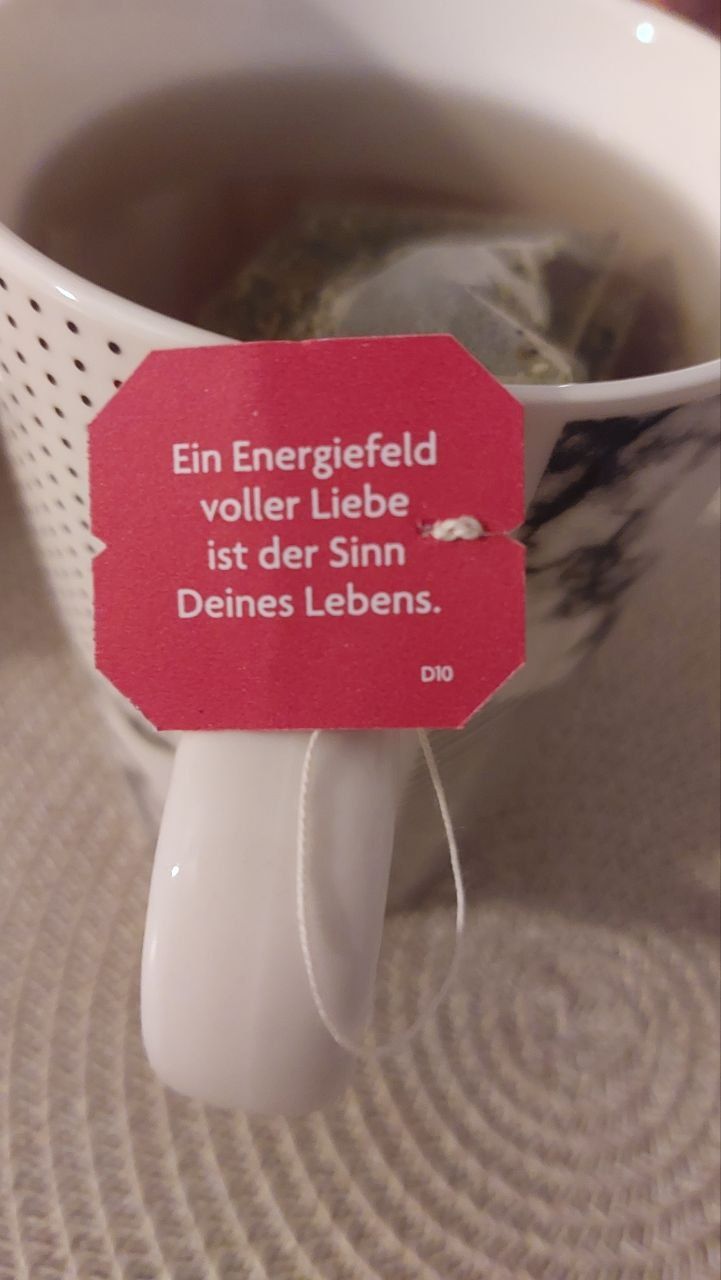 Ein Energiefeld
voller Liebe
ist der Sinn
Deines Lebens.
D10